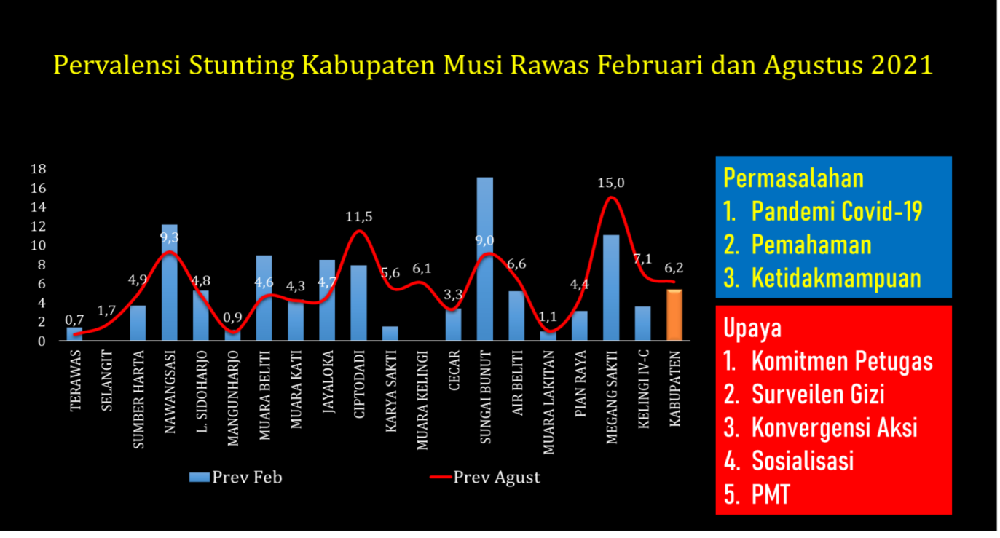 Pervalensi Stunting Kabupaten Musi Rawas Februari dan Agustus 2021
18
16
14
12
10
8
6
4
2
0
0,7
1,7
4,9
9,3
4,8
0,9
4,6
4,3
4,7
11,5
5,6
6,1
3,3
9,0
6,6
1,1
4,4
15,0
7,1
6,2
TERAWAS
SELANGIT
SUMBER HARTA
NAWANGSASI
L. SIDOHARJO
MANGUNHARJO
MUARA BELITI
MUARA KATI
JAYALOKA
CIPTODADI
KARYA SAKTI
MUARA KELINGI
CECAR
SUNGAI BUNUT
AIR BELITI
MUARA LAKITAN
PIAN RAYA
MEGANG SAKTI
KELINGI IV-C
KABUPATEN
Prev Feb
Prev Agust
Permasalahan
1. Pandemi Covid-19
2. Pemahaman
3. Ketidakmampuan
Upaya
1. Komitmen Petugas
2. Surveilen Gizi
3. Konvergensi Aksi
4. Sosialisasi
5. PMT